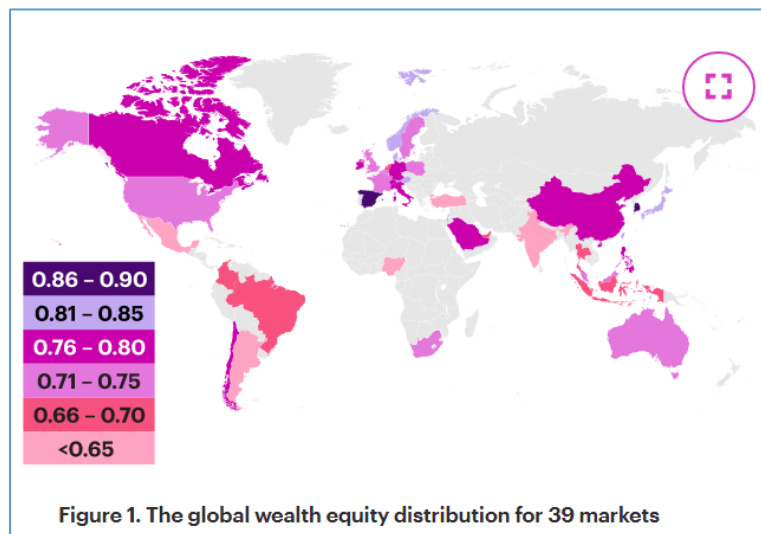 0.86 – 0.90
0.81 – 0.85
0.76 – 0.80
0.71 – 0.75
0.66 – 0.70
<0.65
Figure 1. The global wealth equity distribution for 39 markets